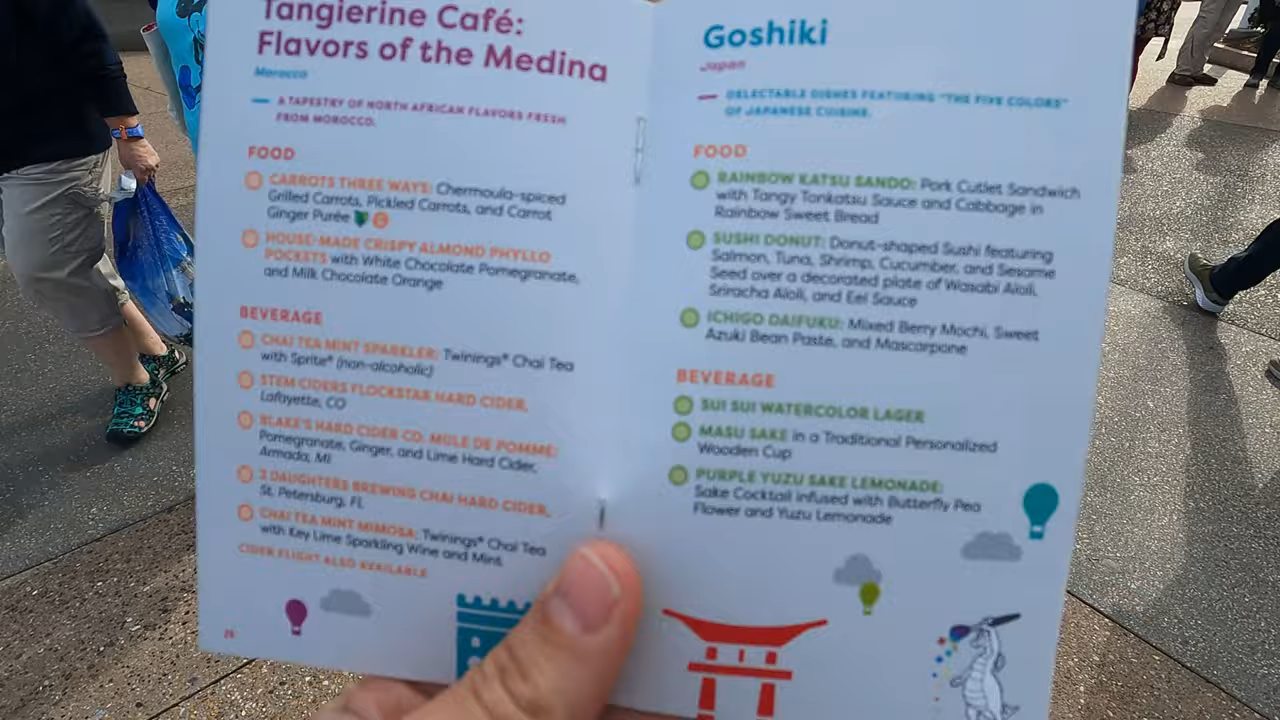 Tangierine Café:
Flavors of the Medina
Morocco
A TAPESTRY OF NORTH AFRICAN FLAVORS FRESH
FROM MOROCCO.
FOOD
CARROTS THREE WAYS: Chermoula-spiced
Grilled Carrots, Pickled Carrots, and Carrot
Ginger Purée
HOUSE-MADE CRISPY ALMOND PHYLLO
POCKETS with White Chocolate Pomegranate,
and Milk Chocolate Orange
BEVERAGE
CHAI TEA MINT SPARKLER: Twinings® Chai Tea
with Sprite® (non-alcoholic)
STEM CIDERS FLOCKSTAR HARD CIDER,
Lafayette, CO
BLAKE'S HARD CIDER CO. MULE DE POMME:
Pomegranate, Ginger, and Lime Hard Cider,
Armada, MI
3 DAUGHTERS BREWING CHAI HARD CIDER,
St. Petersburg, FL
CHAI TEA MINT MIMOSA: Twinings® Chai Tea
with Key Lime Sparkling Wine and Mint
CIDER FLIGHT ALSO AVAILABLE
Goshiki
Japan
DELECTABLE DISHES FEATURING "THE FIVE COLORS"
OF JAPANESE CUISINE.
FOOD
RAINBOW KATSU SANDO: Pork Cutlet Sandwich
with Tangy Tonkatsu Sauce and Cabbage in
Rainbow Sweet Bread
SUSHI DONUT: Donut-shaped Sushi featuring
Salmon, Tuna, Shrimp, Cucumber, and Sesame
Seed over a decorated plate of Wasabi Aioli,
Sriracha Aioli, and Eel Sauce
ICHIGO DAIFUKU: Mixed Berry Mochi, Sweet
Azuki Bean Paste, and Mascarpone
BEVERAGE
SUI SUI WATERCOLOR LAGER
MASU SAKE in a Traditional Personalized
Wooden Cup
PURPLE YUZU SAKE LEMONADE:
Sake Cocktail infused with Butterfly Pea
Flower and Yuzu Lemonade